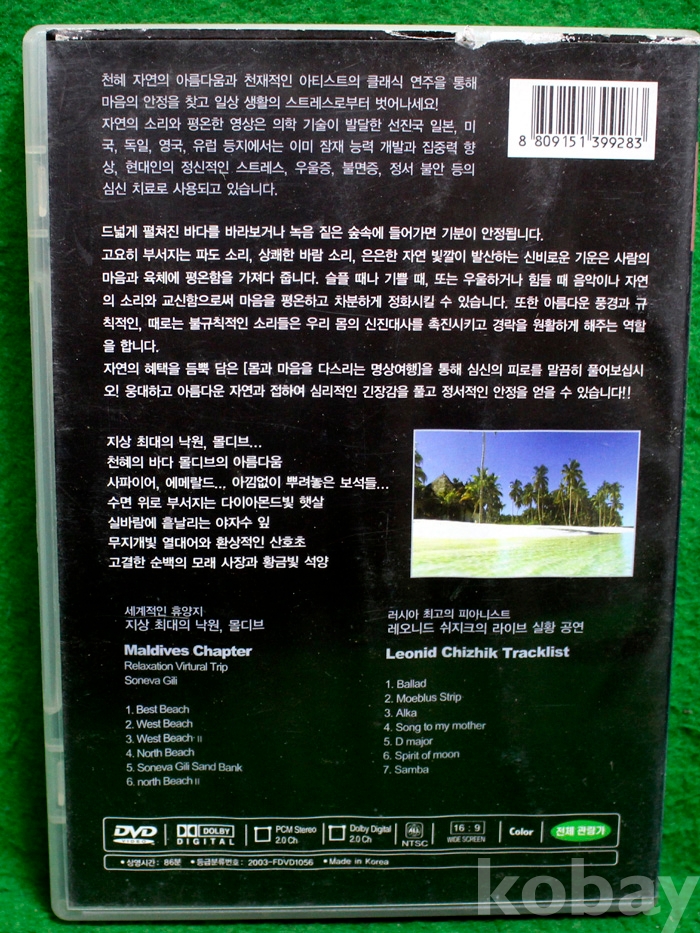 천혜 자연의 아름다움과 천재적인 아티스트의 클래식 연주을 통해
마음의 안정을 찾고 일상 생활의 스트레스로부터 벗어나세요!
자연의 소리와 평온한 영상은 의학 기술이 발달한 선진국 일본, 미
국, 독일, 영국, 유럽 등지에서는 이미 잠재 능력 개발과 집중력 향
상, 현대인의 정신적인 스트레스, 우울증, 불면증, 정서 불안 등의
심신 치료로 사용되고 있습니다.
8 809151 399283
드넓게 펼쳐진 바다를 바라보거나 녹음 짙은 숲속에 들어가면 기분이 안정됩니다.
고요히 부서지는 파도 소리, 상쾌한 바람 소리, 은은한 자연 빛깔이 발산하는 신비로운 기운은 사람의
마음과 육체에 평온함을 가져다 줍니다. 슬플 때나 기쁠 때, 또는 우울하거나 힘들 때 음악이나 자연
의 소리와 교신함으로써 마음을 평온하고 차분하게 정화시킬 수 있습니다. 또한 아름다운 풍경과 규
칙적인, 때로는 불규칙적인 소리들은 우리 몸의 신진대사를 촉진시키고 경락을 원활하게 해주는 역할
을 합니다.
자연의 혜택을 듬뿍 담은 [몸과 마음을 다스리는 명상여행]을 통해 심신의 피로를 말끔히 풀어보십시
오! 웅대하고 아름다운 자연과 접하여 심리적인 긴장감을 풀고 정서적인 안정을 얻을 수 있습니다!!
지상 최대의 낙원, 몰디브...
천혜의 바다 몰디브의 아름다움
사파이어, 에메랄드... 아낌없이 뿌려놓은 보석들...
수면 위로 부서지는 다이아몬드빛 햇살
실바람에 흩날리는 야자수 잎
무지개빛 열대어와 환상적인 산호초
고결한 순백의 모래 사장과 황금빛 석양
세계적인 휴양지
지상 최대의 낙원, 몰디브
Maldives Chapter
Relaxation Virtural Trip
Soneva Gili
1. Best Beach
2. West Beach
3. West Beach II
4. North Beach
5. Soneva Gili Sand Bank
6. north Beach II
러시아 최고의 피아니스트
레오니드 쉬지크의 라이브 실황 공연
Leonid Chizhik Tracklist
1. Ballad
2. Moeblus Strip
3. Alka
4. Song to my mother
5. D major
6. Spirit of moon
7. Samba
DVD VIDEO
DOLBY DIGITAL
PCM Stereo 2.0 Ch
Dolby Digital 2.0 Ch
ALL NTSC
16 : 9 WIDE SCREEN
Color
전체 관람가
• 상영시간 : 86분 • 등급분류번호 : 2003-FDVD1056 • Made in Korea
kobay